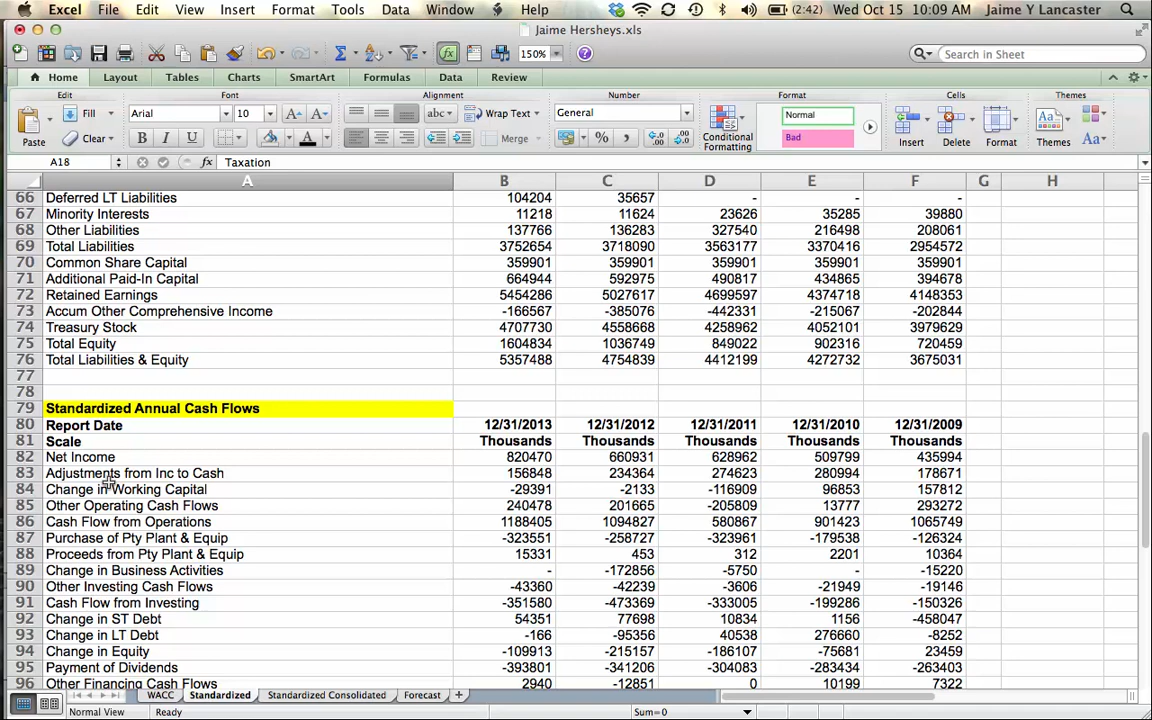 Excel File Edit View Insert Format Tools Data Window Help (2:42) Wed Oct 15 10:09 AM Jaime Y Lancaster
Jaime Hersheys.xls
150% Search in Sheet
Home Layout Tables Charts SmartArt Formulas Data Review
Edit Font Alignment Number Format Cells Themes
Fill Arial 10 abc Wrap Text General Normal
Paste Clear B I U A Merge % Conditional Formatting Bad Insert Delete Format Themes Aa
A18 fx Taxation
A B C D E F G H
66 Deferred LT Liabilities 104204 35657 - - -
67 Minority Interests 11218 11624 23626 35285 39880
68 Other Liabilities 137766 136283 327540 216498 208061
69 Total Liabilities 3752654 3718090 3563177 3370416 2954572
70 Common Share Capital 359901 359901 359901 359901 359901
71 Additional Paid-In Capital 664944 592975 490817 434865 394678
72 Retained Earnings 5454286 5027617 4699597 4374718 4148353
73 Accum Other Comprehensive Income -166567 -385076 -442331 -215067 -202844
74 Treasury Stock 4707730 4558668 4258962 4052101 3979629
75 Total Equity 1604834 1036749 849022 902316 720459
76 Total Liabilities & Equity 5357488 4754839 4412199 4272732 3675031
77
78
79 Standardized Annual Cash Flows
80 Report Date 12/31/2013 12/31/2012 12/31/2011 12/31/2010 12/31/2009
81 Scale Thousands Thousands Thousands Thousands Thousands
82 Net Income 820470 660931 628962 509799 435994
83 Adjustments from Inc to Cash 156848 234364 274623 280994 178671
84 Change in Working Capital -29391 -2133 -116909 96853 157812
85 Other Operating Cash Flows 240478 201665 -205809 13777 293272
86 Cash Flow from Operations 1188405 1094827 580867 901423 1065749
87 Purchase of Pty Plant & Equip -323551 -258727 -323961 -179538 -126324
88 Proceeds from Pty Plant & Equip 15331 453 312 2201 10364
89 Change in Business Activities - -172856 -5750 - -15220
90 Other Investing Cash Flows -43360 -42239 -3606 -21949 -19146
91 Cash Flow from Investing -351580 -473369 -333005 -199286 -150326
92 Change in ST Debt 54351 77698 10834 1156 -458047
93 Change in LT Debt -166 -95356 40538 276660 -8252
94 Change in Equity -109913 -215157 -186107 -75681 23459
95 Payment of Dividends -393801 -341206 -304083 -283434 -263403
96 Other Financing Cash Flows 2940 -12851 0 10199 7322
WACC Standardized Standardized Consolidated Forecast +
Normal View Ready Sum=0